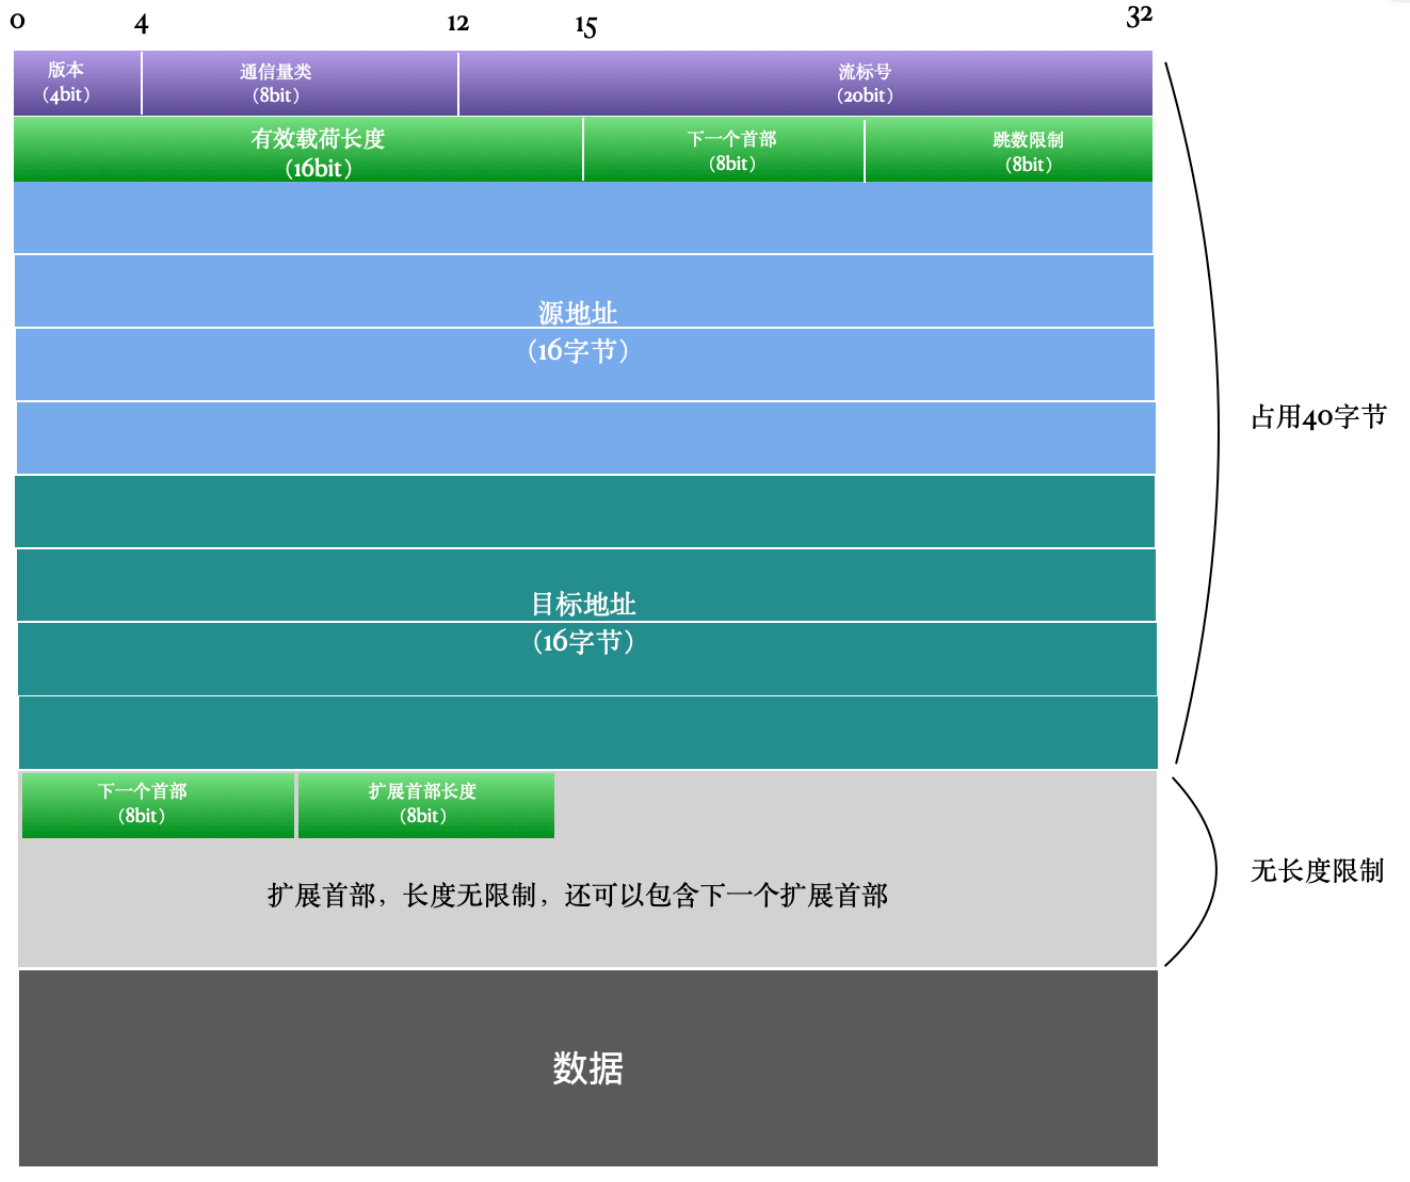 0 4 12 15 32
版本 通信量类 流标号
（4bit） （8bit） （20bit）
有效载荷长度 下一个首部 跳数限制
（16bit） （8bit） （8bit）
源地址
（16字节）
占用40字节
目标地址
（16字节）
下一个首部 扩展首部长度
（8bit） （8bit）
无长度限制
扩展首部，长度无限制，还可以包含下一个扩展首部
数据